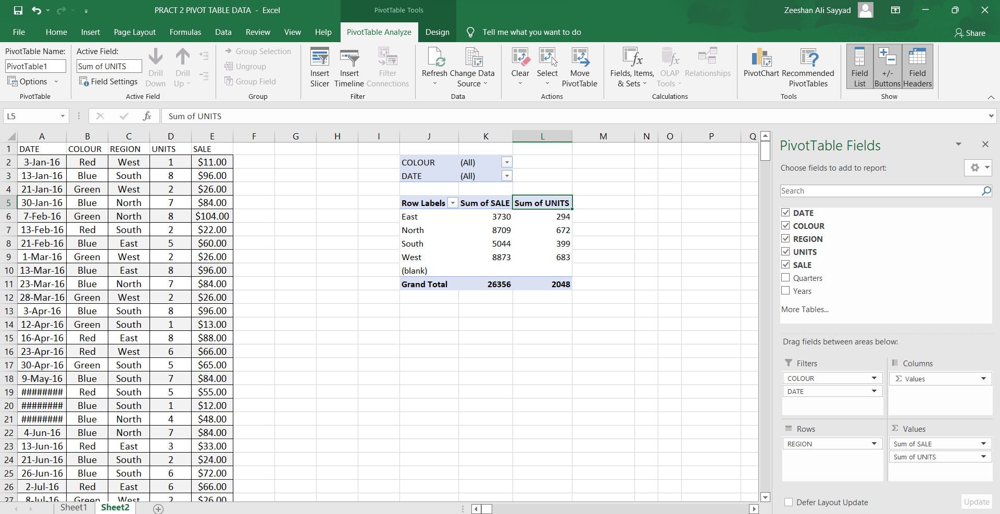 PRACT 2 PIVOT TABLE DATA - Excel
PivotTable Tools
Zeeshan Ali Sayyad
File Home Insert Page Layout Formulas Data Review View Help PivotTable Analyze Design Tell me what you want to do Share
PivotTable Name:
PivotTable1
Options
PivotTable
Active Field:
Sum of UNITS
Field Settings
Drill Down
Drill Up
Active Field
Group Selection
Ungroup
Group Field
Group
Insert Slicer
Insert Timeline
Filter Connections
Filter
Refresh
Change Data Source
Data
Clear
Select
Move PivotTable
Actions
Fields, Items, & Sets
OLAP Tools
Relationships
Calculations
PivotChart
Recommended PivotTables
Tools
Field List
+/- Buttons
Field Headers
Show
L5 fx Sum of UNITS
A B C D E F G H I J K L M N O P Q
1 DATE COLOUR REGION UNITS SALE
2 3-Jan-16 Red West 1 $11.00 COLOUR (All)
3 13-Jan-16 Blue South 8 $96.00 DATE (All)
4 21-Jan-16 Green West 2 $26.00
5 30-Jan-16 Blue North 7 $84.00 Row Labels Sum of SALE Sum of UNITS
6 7-Feb-16 Green North 8 $104.00 East 3730 294
7 13-Feb-16 Red South 2 $22.00 North 8709 672
8 21-Feb-16 Blue East 5 $60.00 South 5044 399
9 1-Mar-16 Green West 2 $26.00 West 8873 683
10 13-Mar-16 Blue East 8 $96.00 (blank)
11 23-Mar-16 Blue North 7 $84.00 Grand Total 26356 2048
12 28-Mar-16 Green West 2 $26.00
13 3-Apr-16 Blue South 8 $96.00
14 12-Apr-16 Green South 1 $13.00
15 16-Apr-16 Red East 8 $88.00
16 23-Apr-16 Red West 6 $66.00
17 30-Apr-16 Green South 5 $65.00
18 9-May-16 Blue South 7 $84.00
19 ######## Red South 5 $55.00
20 ######## Blue South 1 $12.00
21 ######## Blue North 4 $48.00
22 4-Jun-16 Blue North 7 $84.00
23 13-Jun-16 Red East 3 $33.00
24 21-Jun-16 Blue South 2 $24.00
25 26-Jun-16 Blue South 6 $72.00
26 2-Jul-16 Red East 6 $66.00
27 8-Jul-16 Green West 2 $26.00
Sheet1 Sheet2
PivotTable Fields
Choose fields to add to report:
Search
DATE
COLOUR
REGION
UNITS
SALE
Quarters
Years
More Tables...
Drag fields between areas below:
Filters
COLOUR
DATE
Columns
Σ Values
Rows
REGION
Σ Values
Sum of SALE
Sum of UNITS
Defer Layout Update
Update